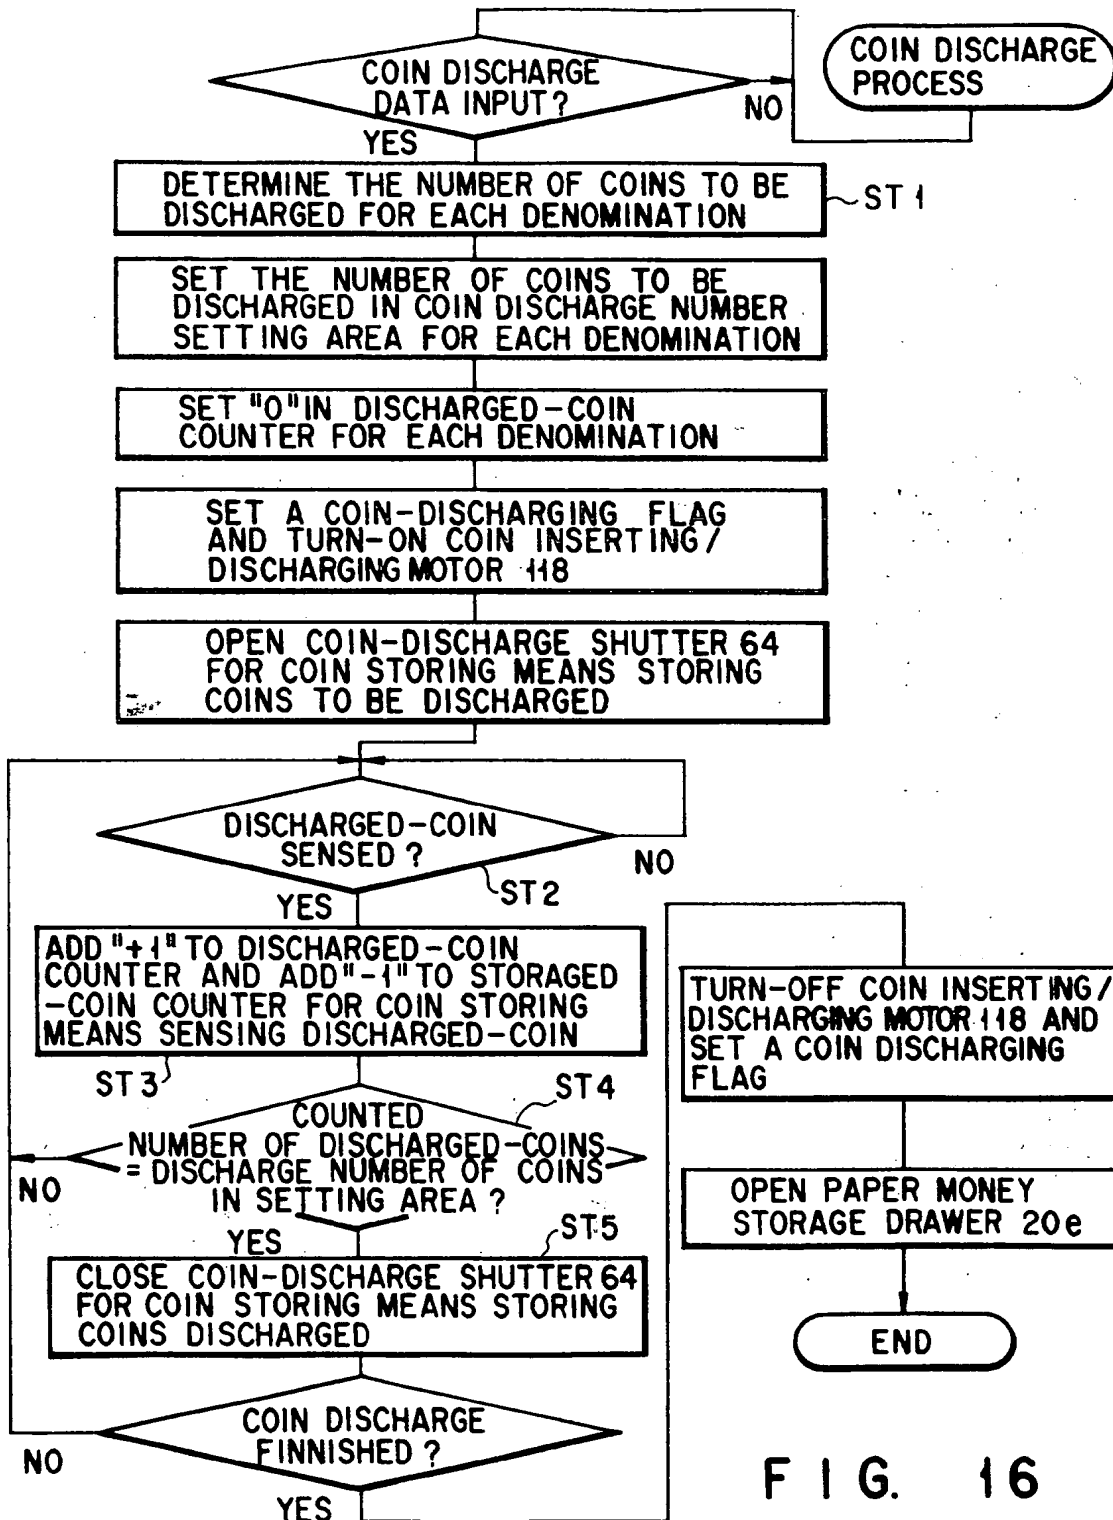 COIN DISCHARGE
PROCESS
COIN DISCHARGE
DATA INPUT?
NO
YES
DETERMINE THE NUMBER OF COINS TO BE
DISCHARGED FOR EACH DENOMINATION
ST1
SET THE NUMBER OF COINS TO BE
DISCHARGED IN COIN DISCHARGE NUMBER
SETTING AREA FOR EACH DENOMINATION
SET "0" IN DISCHARGED-COIN
COUNTER FOR EACH DENOMINATION
SET A COIN-DISCHARGING FLAG
AND TURN-ON COIN INSERTING/
DISCHARGING MOTOR 118
OPEN COIN-DISCHARGE SHUTTER 64
FOR COIN STORING MEANS STORING
COINS TO BE DISCHARGED
DISCHARGED-COIN
SENSED?
NO
ST2
YES
ADD "+1" TO DISCHARGED-COIN
COUNTER AND ADD "-1" TO STORAGED
-COIN COUNTER FOR COIN STORING
MEANS SENSING DISCHARGED-COIN
ST3
ST4
COUNTED
NUMBER OF DISCHARGED-COINS
= DISCHARGE NUMBER OF COINS
IN SETTING AREA?
NO
YES
ST5
CLOSE COIN-DISCHARGE SHUTTER 64
FOR COIN STORING MEANS STORING
COINS DISCHARGED
COIN DISCHARGE
FINNISHED?
NO
YES
TURN-OFF COIN INSERTING/
DISCHARGING MOTOR 118 AND
SET A COIN DISCHARGING
FLAG
OPEN PAPER MONEY
STORAGE DRAWER 20e
END
FIG. 16